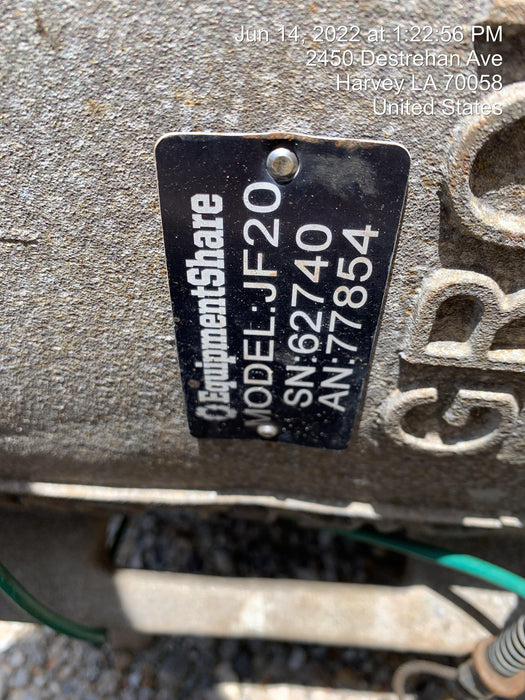 Jun 14, 2022 at 1:22:56 PM
2450 Destrehan Ave
Harvey LA 70058
United States
EquipmentShare
MODEL:JF20
SN:62740
AN:77854